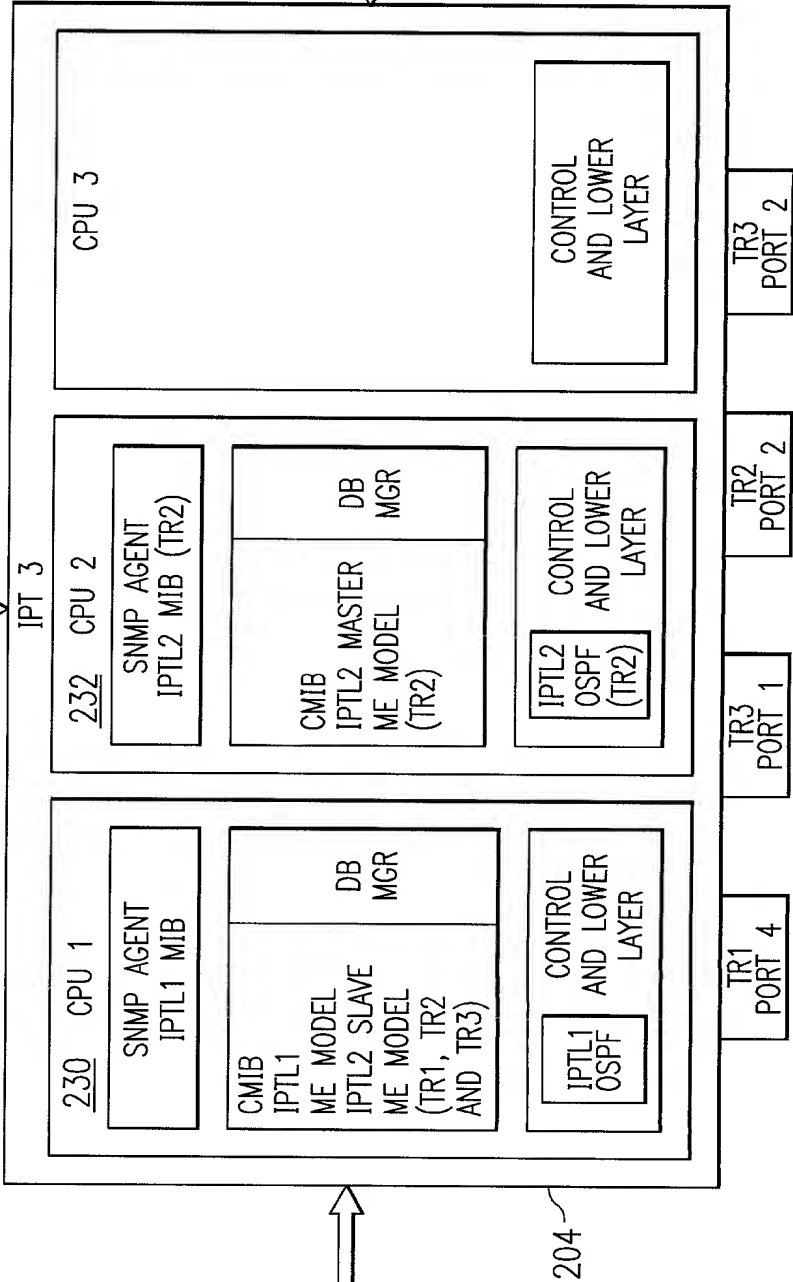 IPT 3
230 CPU 1
SNMP AGENT
IPTL1 MIB
CMIB
IPTL1
ME MODEL
IPTL2 SLAVE
ME MODEL
(TR1, TR2
AND TR3)
DB
MGR
IPTL1
OSPF
CONTROL
AND LOWER
LAYER
232 CPU 2
SNMP AGENT
IPTL2 MIB (TR2)
CMIB
IPTL2 MASTER
ME MODEL
(TR2)
DB
MGR
IPTL2
OSPF
(TR2)
CONTROL
AND LOWER
LAYER
CPU 3
CONTROL
AND LOWER
LAYER
204
TR1
PORT 4
TR3
PORT 1
TR2
PORT 2
TR3
PORT 2